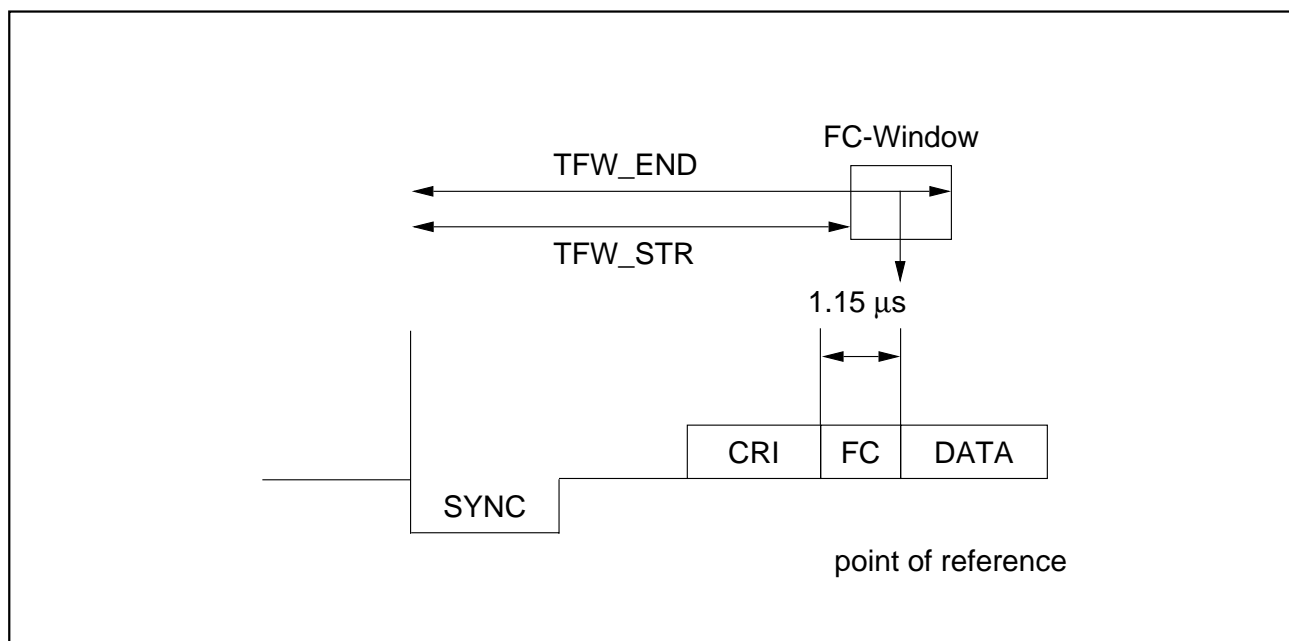 FC-Window
TFW_END
TFW_STR
1.15 μs
CRI FC DATA
SYNC
point of reference